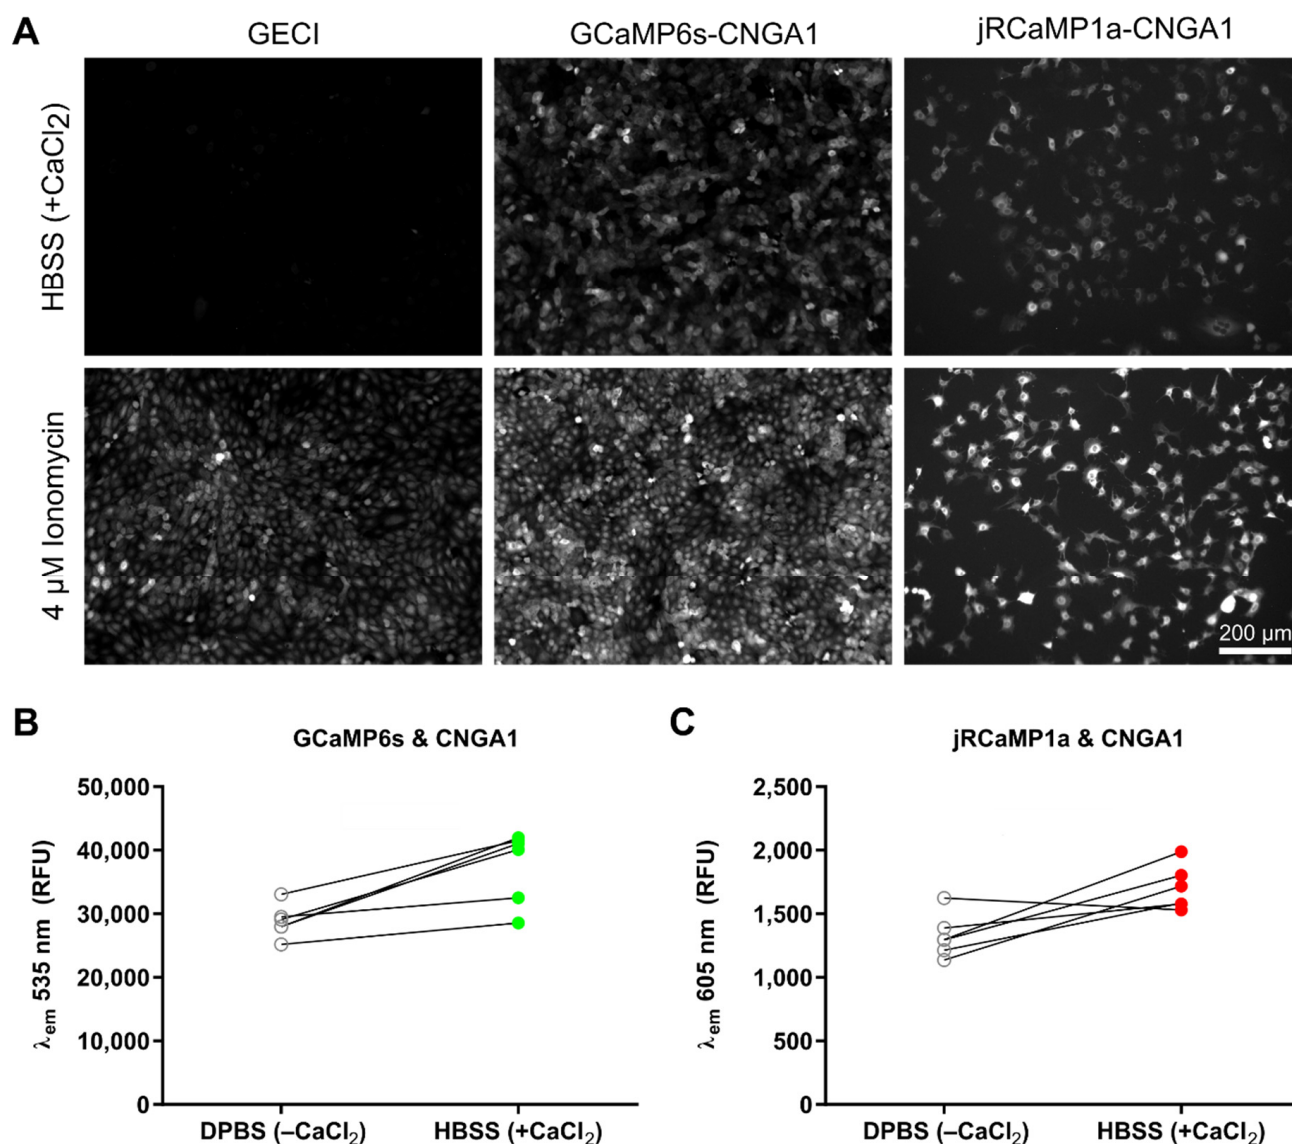 A
GECI
GCaMP6s-CNGA1
jRCaMP1a-CNGA1
HBSS (+CaCl2)
4 µM Ionomycin
200 µm
B
GCaMP6s & CNGA1
λem 535 nm (RFU)
50,000
40,000
30,000
20,000
10,000
0
DPBS (–CaCl2)
HBSS (+CaCl2)
C
jRCaMP1a & CNGA1
λem 605 nm (RFU)
2,500
2,000
1,500
1,000
500
0
DPBS (–CaCl2)
HBSS (+CaCl2)